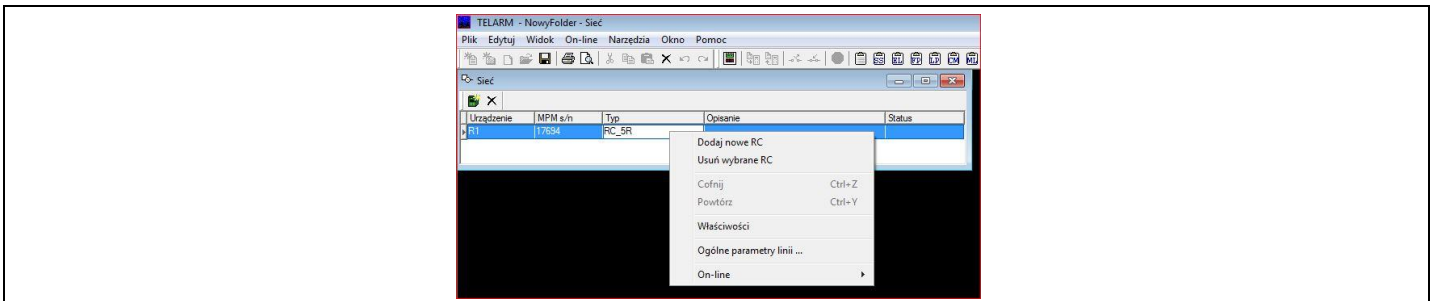 TELARM - NowyFolder - Sieć
Plik Edytuj Widok On-line Narzędzia Okno Pomoc
Sieć
Urządzenie MPM s/n Typ Opisanie Status
R1 17694 RC_5R
Dodaj nowe RC
Usuń wybrane RC
Cofnij Ctrl+Z
Powtórz Ctrl+Y
Właściwości
Ogólne parametry linii ...
On-line